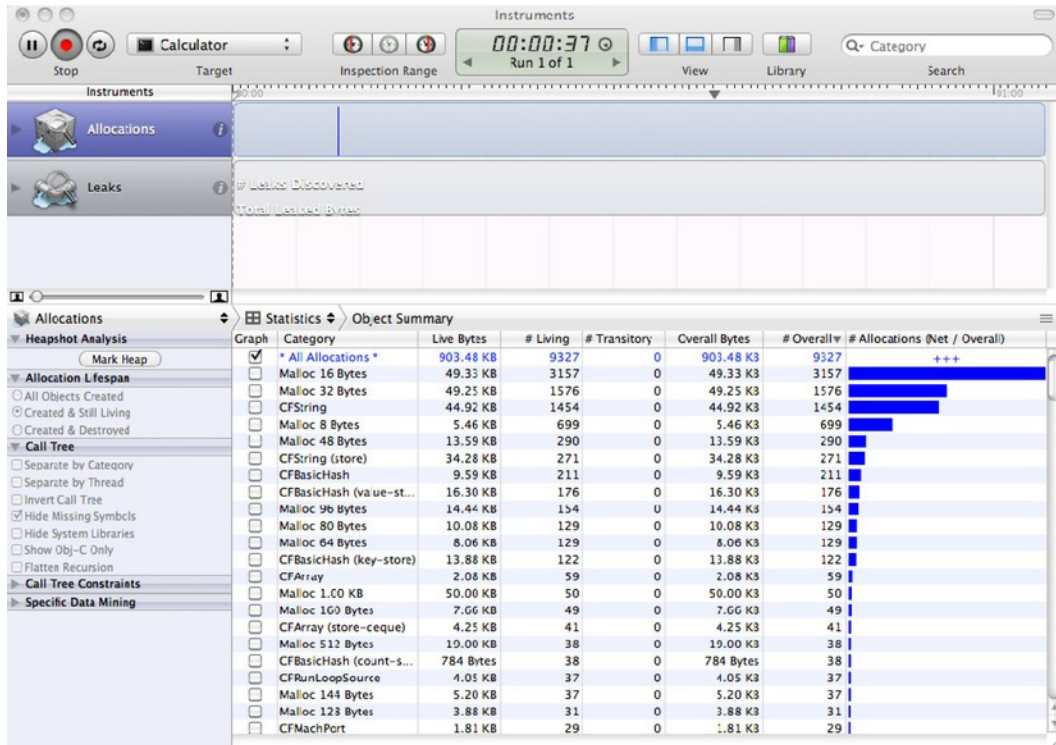 Instruments
Calculator
00:00:37
Run 1 of 1
Q- Category
Stop
Target
Inspection Range
View
Library
Search
Instruments
00:00
01:00
Allocations
Leaks
# Leaks Discovered
Total Leaked Bytes
Allocations
Statistics
Object Summary
Heapshot Analysis
Mark Heap
Allocation Lifespan
All Objects Created
Created & Still Living
Created & Destroyed
Call Tree
Separate by Category
Separate by Thread
Invert Call Tree
Hide Missing Symbols
Hide System Libraries
Show Obj-C Only
Flatten Recursion
Call Tree Constraints
Specific Data Mining
Graph Category Live Bytes # Living # Transitory Overall Bytes # Overall # Allocations (Net / Overall)
* All Allocations * 903.48 KB 9327 0 903.48 KB 9327 +++
Malloc 16 Bytes 49.33 KB 3157 0 49.33 KB 3157
Malloc 32 Bytes 49.25 KB 1576 0 49.25 KB 1576
CFString 44.92 KB 1454 0 44.92 KB 1454
Malloc 8 Bytes 5.46 KB 699 0 5.46 KB 699
Malloc 48 Bytes 13.59 KB 290 0 13.59 KB 290
CFString (store) 34.28 KB 271 0 34.28 KB 271
CFBasicHash 9.59 KB 211 0 9.59 KB 211
CFBasicHash (value-st... 16.30 KB 176 0 16.30 KB 176
Malloc 96 Bytes 14.44 KB 154 0 14.44 KB 154
Malloc 80 Bytes 10.08 KB 129 0 10.08 KB 129
Malloc 64 Bytes 8.06 KB 129 0 8.06 KB 129
CFBasicHash (key-store) 13.88 KB 122 0 13.88 KB 122
CFArray 2.08 KB 59 0 2.08 KB 59
Malloc 1.00 KB 50.00 KB 50 0 50.00 KB 50
Malloc 160 Bytes 7.66 KB 49 0 7.66 KB 49
CFArray (store-deque) 4.25 KB 41 0 4.25 KB 41
Malloc 512 Bytes 19.00 KB 38 0 19.00 KB 38
CFBasicHash (count-s... 784 Bytes 38 0 784 Bytes 38
CFRunLoopSource 4.05 KB 37 0 4.05 KB 37
Malloc 144 Bytes 5.20 KB 37 0 5.20 KB 37
Malloc 128 Bytes 3.88 KB 31 0 3.88 KB 31
CFMachPort 1.81 KB 29 0 1.81 KB 29